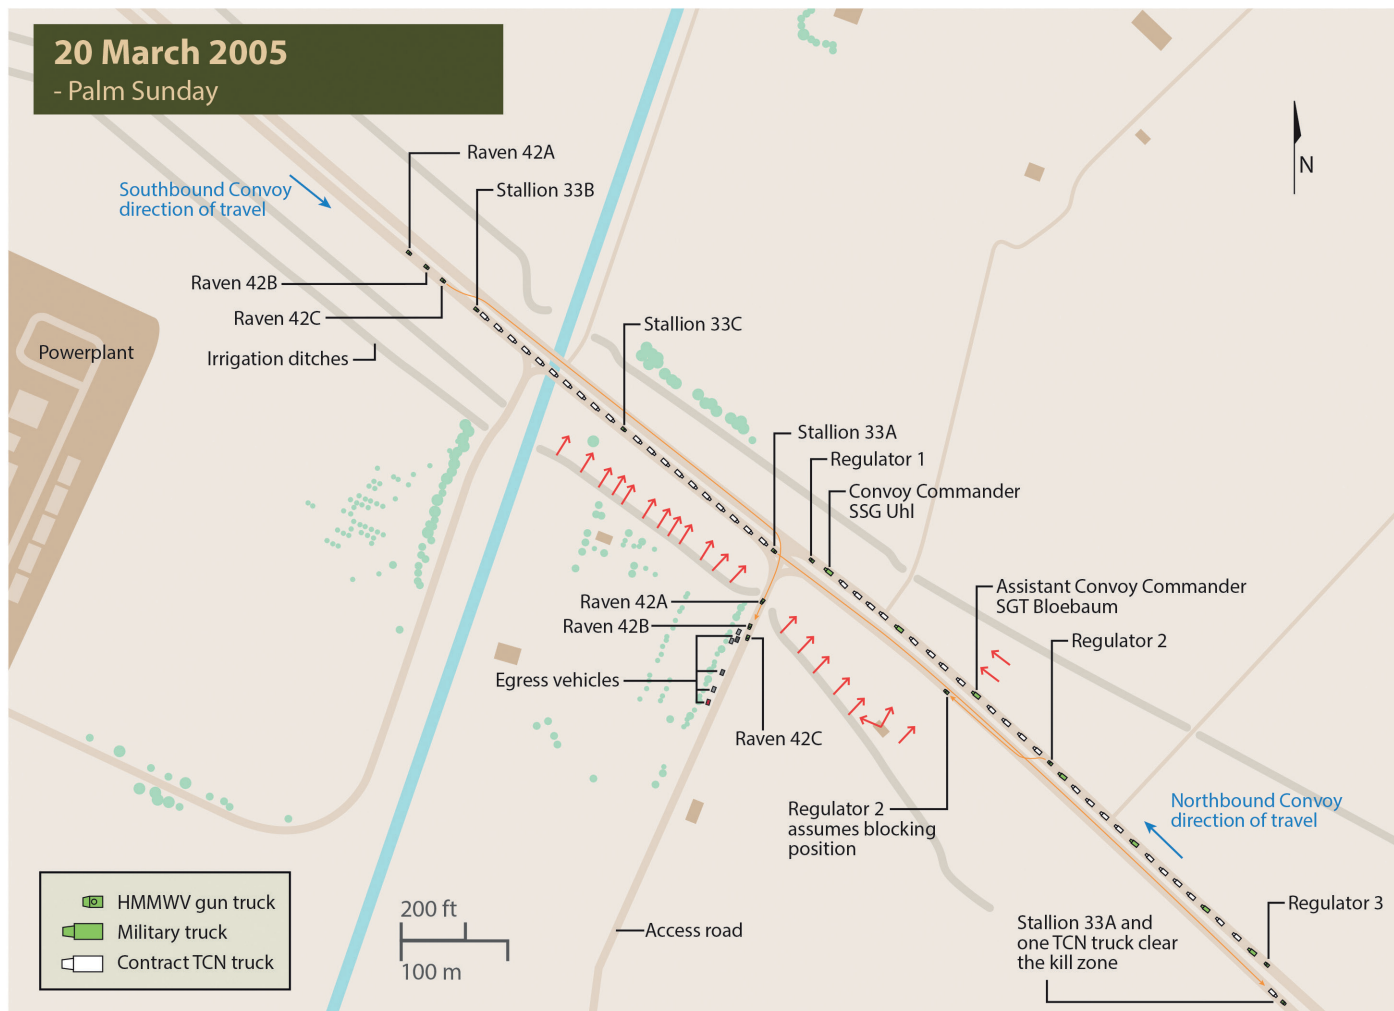 20 March 2005
- Palm Sunday
Raven 42A
Southbound Convoy
direction of travel
Stallion 33B
N
Raven 42B
Raven 42C
Stallion 33C
Powerplant
Irrigation ditches
Stallion 33A
Regulator 1
Convoy Commander
SSG Uhl
Assistant Convoy Commander
SGT Bloebaum
Raven 42A
Raven 42B
Regulator 2
Egress vehicles
Raven 42C
Regulator 2
assumes blocking
position
Northbound Convoy
direction of travel
HMMWV gun truck
Military truck
Contract TCN truck
200 ft
100 m
Access road
Stallion 33A and
one TCN truck clear
the kill zone
Regulator 3